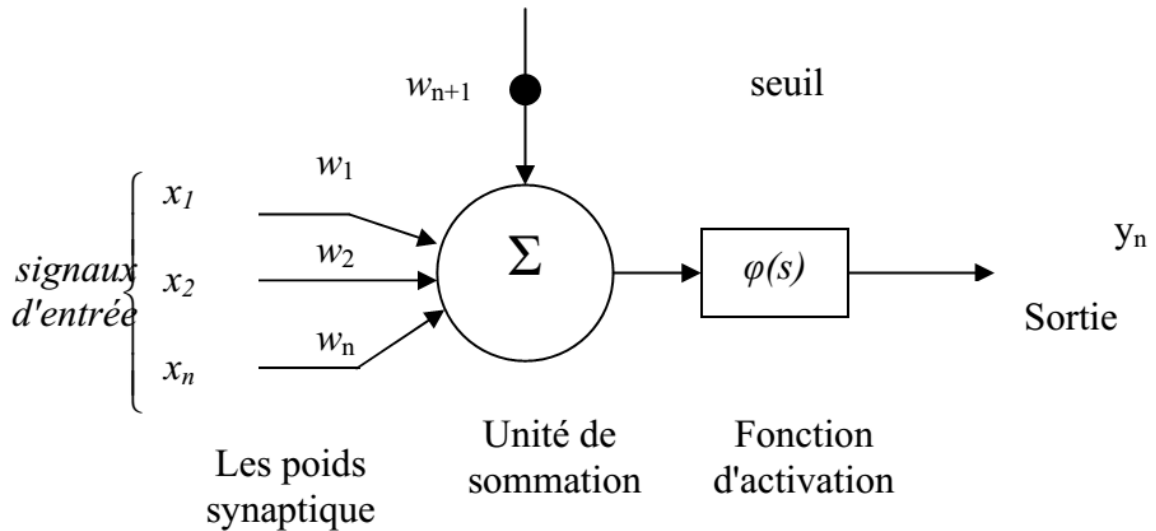 w_{n+1}
seuil
w_1
x_1
w_2
x_2
signaux
d'entrée
w_n
x_n
Σ
φ(s)
y_n
Sortie
Les poids
synaptique
Unité de
sommation
Fonction
d'activation